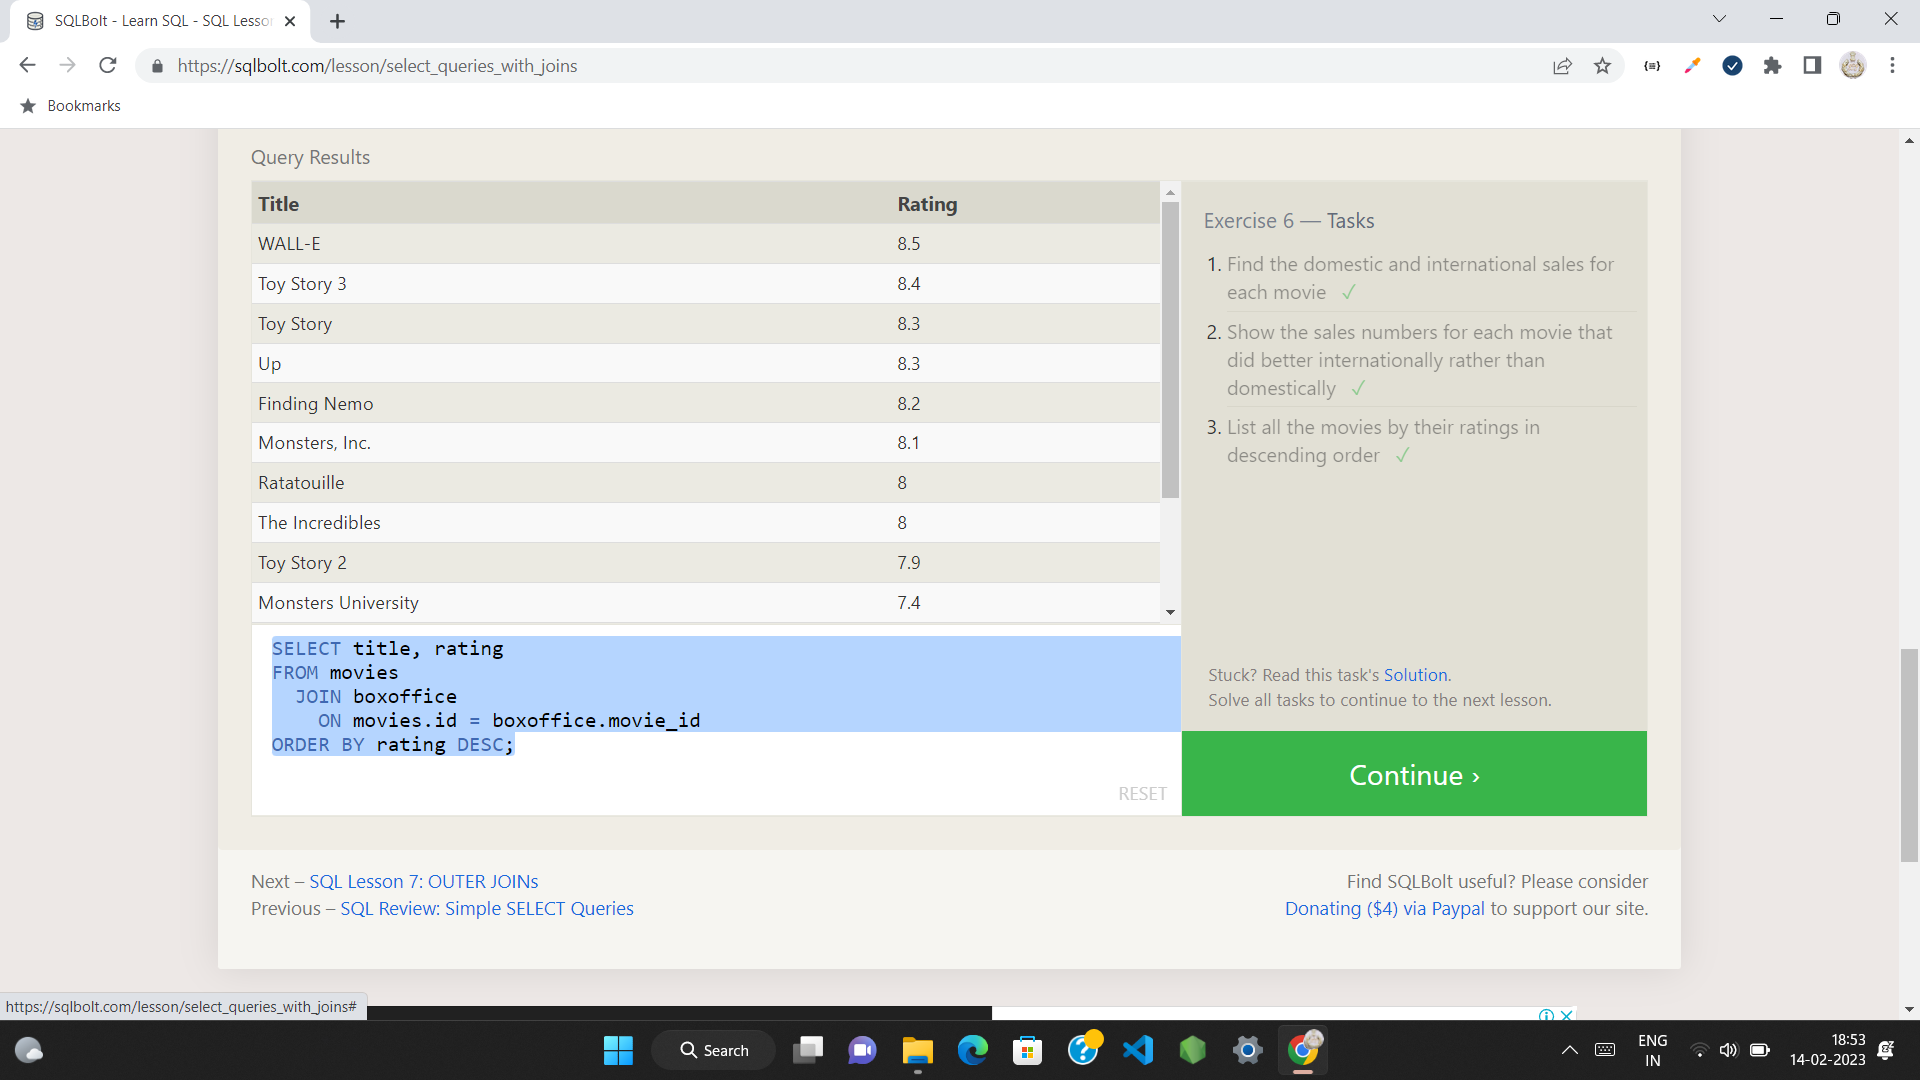 SQLBolt - Learn SQL - SQL Lesso
https://sqlbolt.com/lesson/select_queries_with_joins
Bookmarks
Query Results
Title Rating
WALL-E 8.5
Toy Story 3 8.4
Toy Story 8.3
Up 8.3
Finding Nemo 8.2
Monsters, Inc. 8.1
Ratatouille 8
The Incredibles 8
Toy Story 2 7.9
Monsters University 7.4
SELECT title, rating
FROM movies
JOIN boxoffice
ON movies.id = boxoffice.movie_id
ORDER BY rating DESC;
RESET
Exercise 6 — Tasks
1. Find the domestic and international sales for
each movie ✓
2. Show the sales numbers for each movie that
did better internationally rather than
domestically ✓
3. List all the movies by their ratings in
descending order ✓
Stuck? Read this task's Solution.
Solve all tasks to continue to the next lesson.
Continue ›
Next – SQL Lesson 7: OUTER JOINs
Previous – SQL Review: Simple SELECT Queries
Find SQLBolt useful? Please consider
Donating ($4) via Paypal to support our site.
https://sqlbolt.com/lesson/select_queries_with_joins#
Search
ENG
IN
18:53
14-02-2023